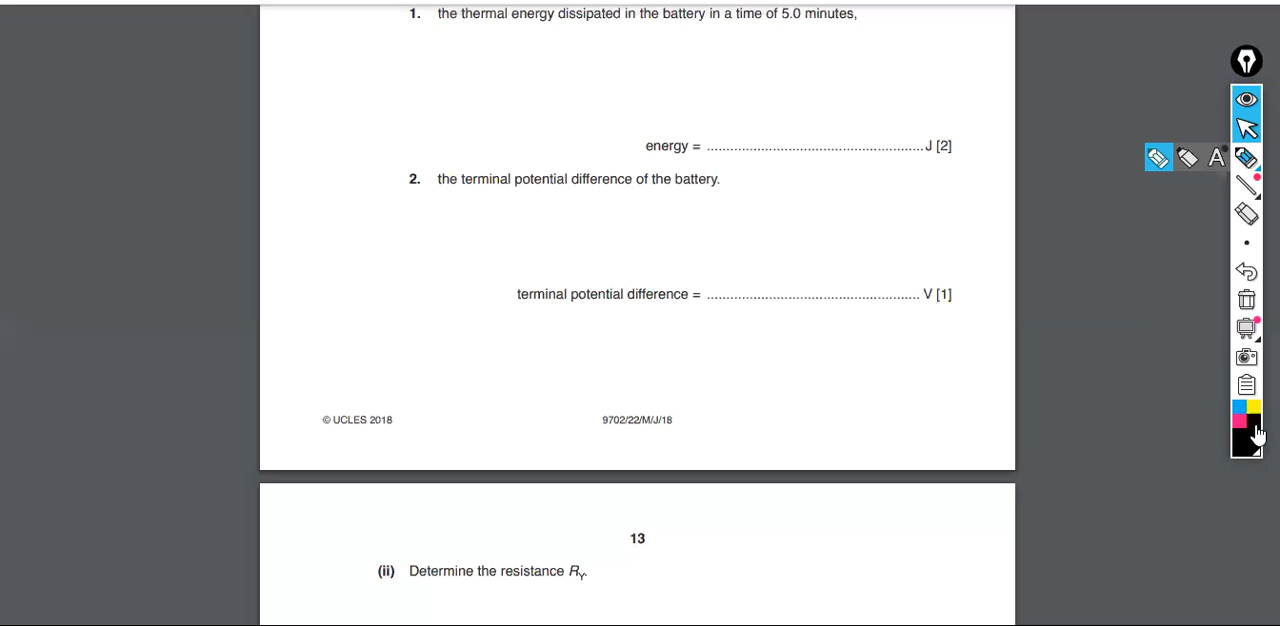 1. the thermal energy dissipated in the battery in a time of 5.0 minutes,
energy = ........................................................ J [2]
2. the terminal potential difference of the battery.
terminal potential difference = ...................................................... V [1]
© UCLES 2018 9702/22/M/J/18
13
(ii) Determine the resistance RY.
A